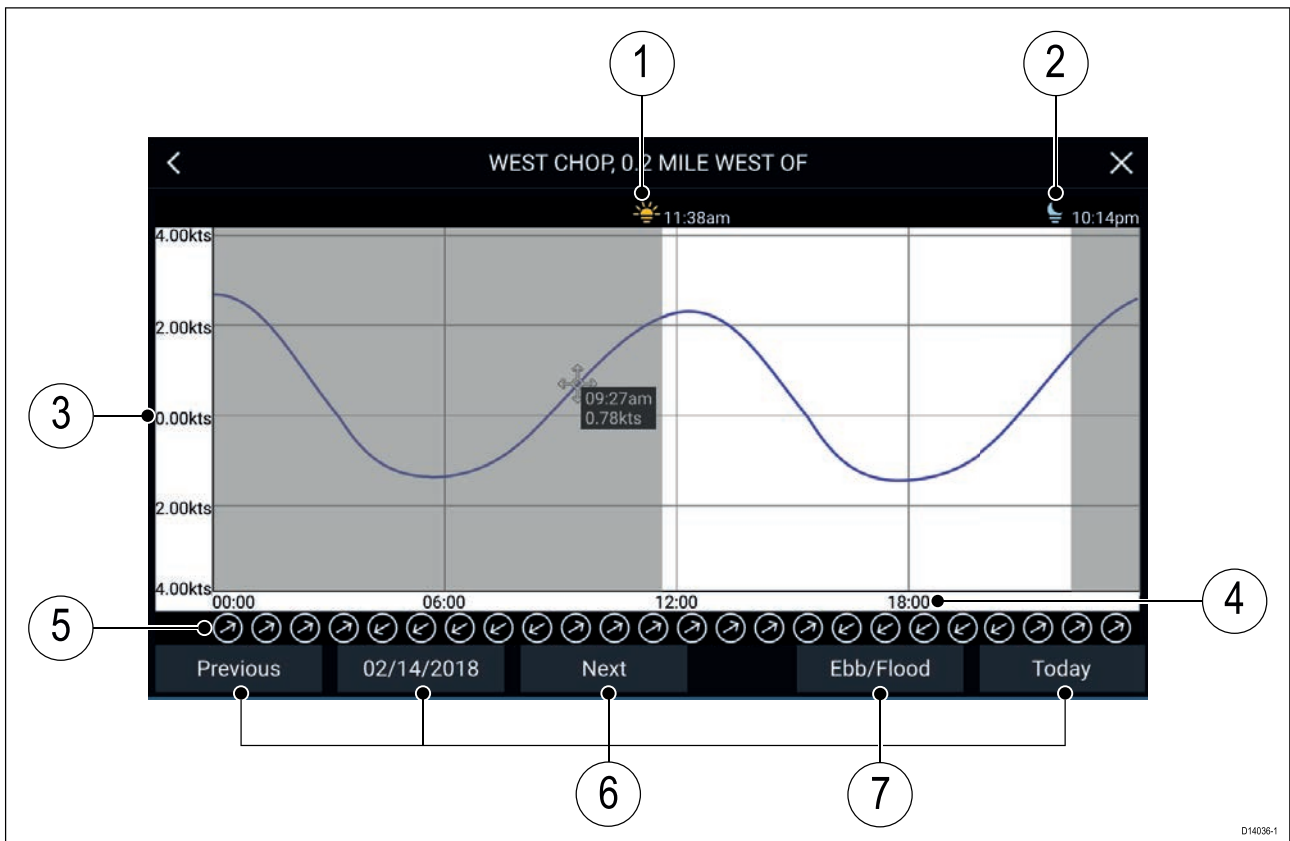 1
2
WEST CHOP, 0.2 MILE WEST OF
11:38am
10:14pm
4.00kts
2.00kts
09:27am
0.78kts
3
0.00kts
2.00kts
4.00kts
00:00
06:00
12:00
18:00
4
5
Previous
02/14/2018
Next
Ebb/Flood
Today
6
7
D14036-1